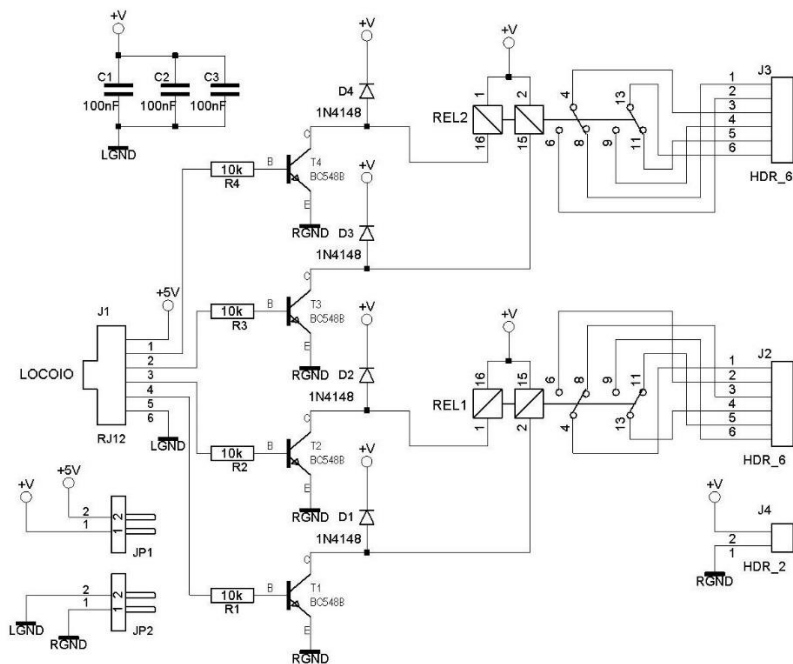 +V
C1
C2
C3
100nF
100nF
100nF
LGND
+V
D4
1N4148
+V
1
2
REL2
16
15
4
13
6
8
9
11
J3
1
2
3
4
5
6
HDR_6
C
B
T4
BC548B
E
10k
R4
RGND
+V
D3
1N4148
C
B
T3
BC548B
E
10k
R3
RGND
+5V
J1
LOCOIO
1
2
3
4
5
6
RJ12
LGND
+V
D2
1N4148
+V
16
15
REL1
1
2
6
8
9
11
4
13
J2
1
2
3
4
5
6
HDR_6
C
B
T2
BC548B
E
10k
R2
RGND
+V
D1
1N4148
C
B
T1
BC548B
E
10k
R1
RGND
+V
+5V
2
1
2
1
JP1
2
1
2
1
JP2
LGND
RGND
+V
J4
2
1
HDR_2
RGND